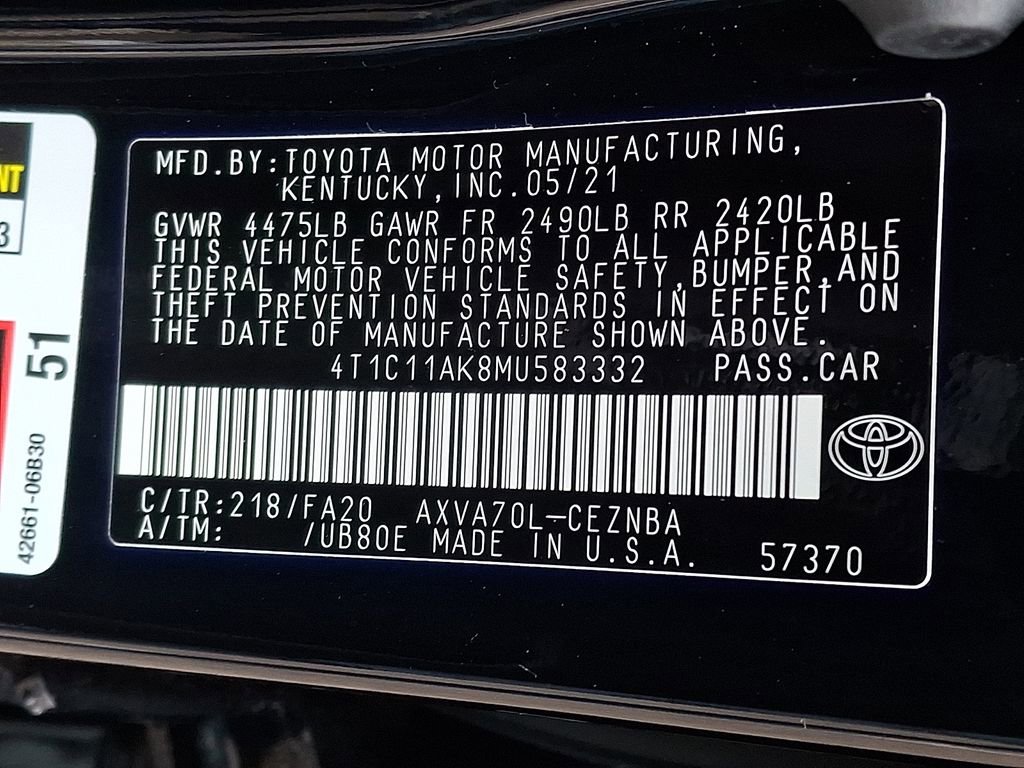 NT
3
51
42661-06B30
MFD.BY:TOYOTA MOTOR MANUFACTURING,
KENTUCKY,INC.05/21
GVWR 4475LB GAWR FR 2490LB RR 2420LB
THIS VEHICLE CONFORMS TO ALL APPLICABLE
FEDERAL MOTOR VEHICLE SAFETY,BUMPER,AND
THEFT PREVENTION STANDARDS IN EFFECT ON
THE DATE OF MANUFACTURE SHOWN ABOVE.
4T1C11AK8MU583332 PASS.CAR
C/TR:218/FA20 AXVA70L-CEZNBA
A/TM: /UB80E MADE IN U.S.A. 57370